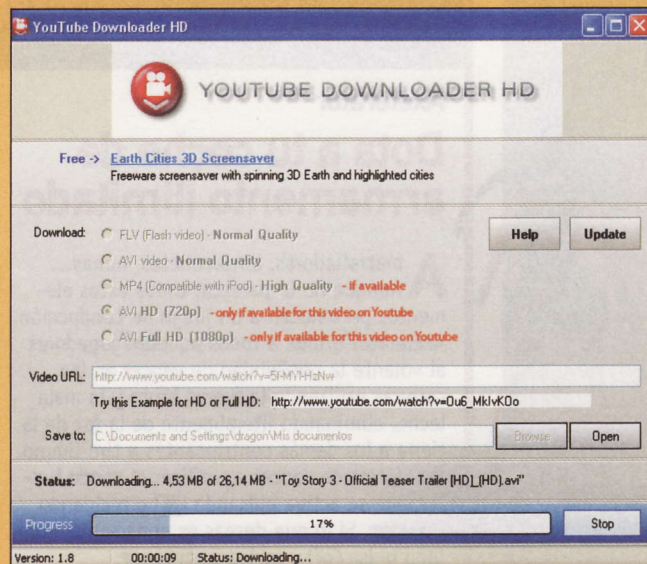 YouTube Downloader HD
YOUTUBE DOWNLOADER HD
Free -> Earth Cities 3D Screensaver
Freeware screensaver with spinning 3D Earth and highlighted cities
Download: FLV (Flash video) - Normal Quality
Help Update
AVI video - Normal Quality
MP4 (Compatible with iPod) - High Quality - if available
AVI HD (720p) - only if available for this video on Youtube
AVI Full HD (1080p) - only if available for this video on Youtube
Video URL: http://www.youtube.com/watch?v=
Try this Example for HD or Full HD: http://www.youtube.com/watch?v=Ou6_MkIvKOo
Save to: C:\Documents and Settings\dragon\Mis documentos Browse Open
Status: Downloading... 4,53 MB of 26,14 MB - "Toy Story 3 - Official Teaser Trailer [HD]_(HD).avi"
Progress 17% Stop
Version: 1.8 00:00:09 Status: Downloading...